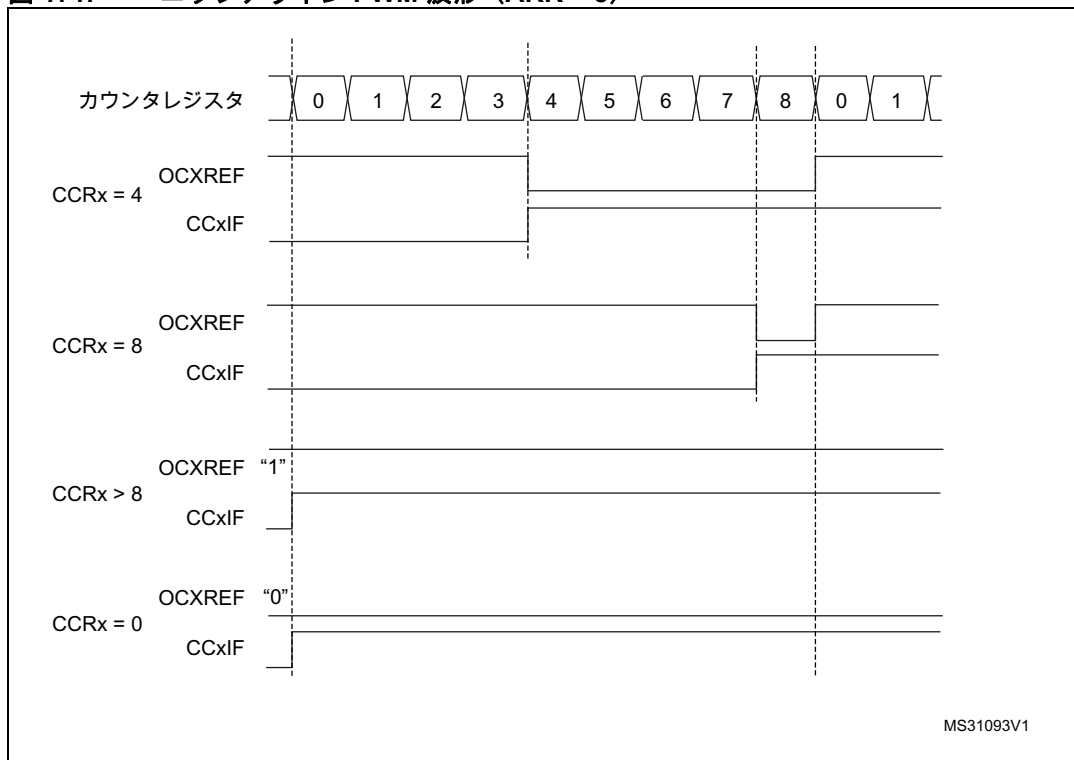 カウンタレジスタ 0 1 2 3 4 5 6 7 8 0 1
OCXREF
CCRx = 4
CCxIF
OCXREF
CCRx = 8
CCxIF
OCXREF “1”
CCRx > 8
CCxIF
OCXREF “0”
CCRx = 0
CCxIF
MS31093V1